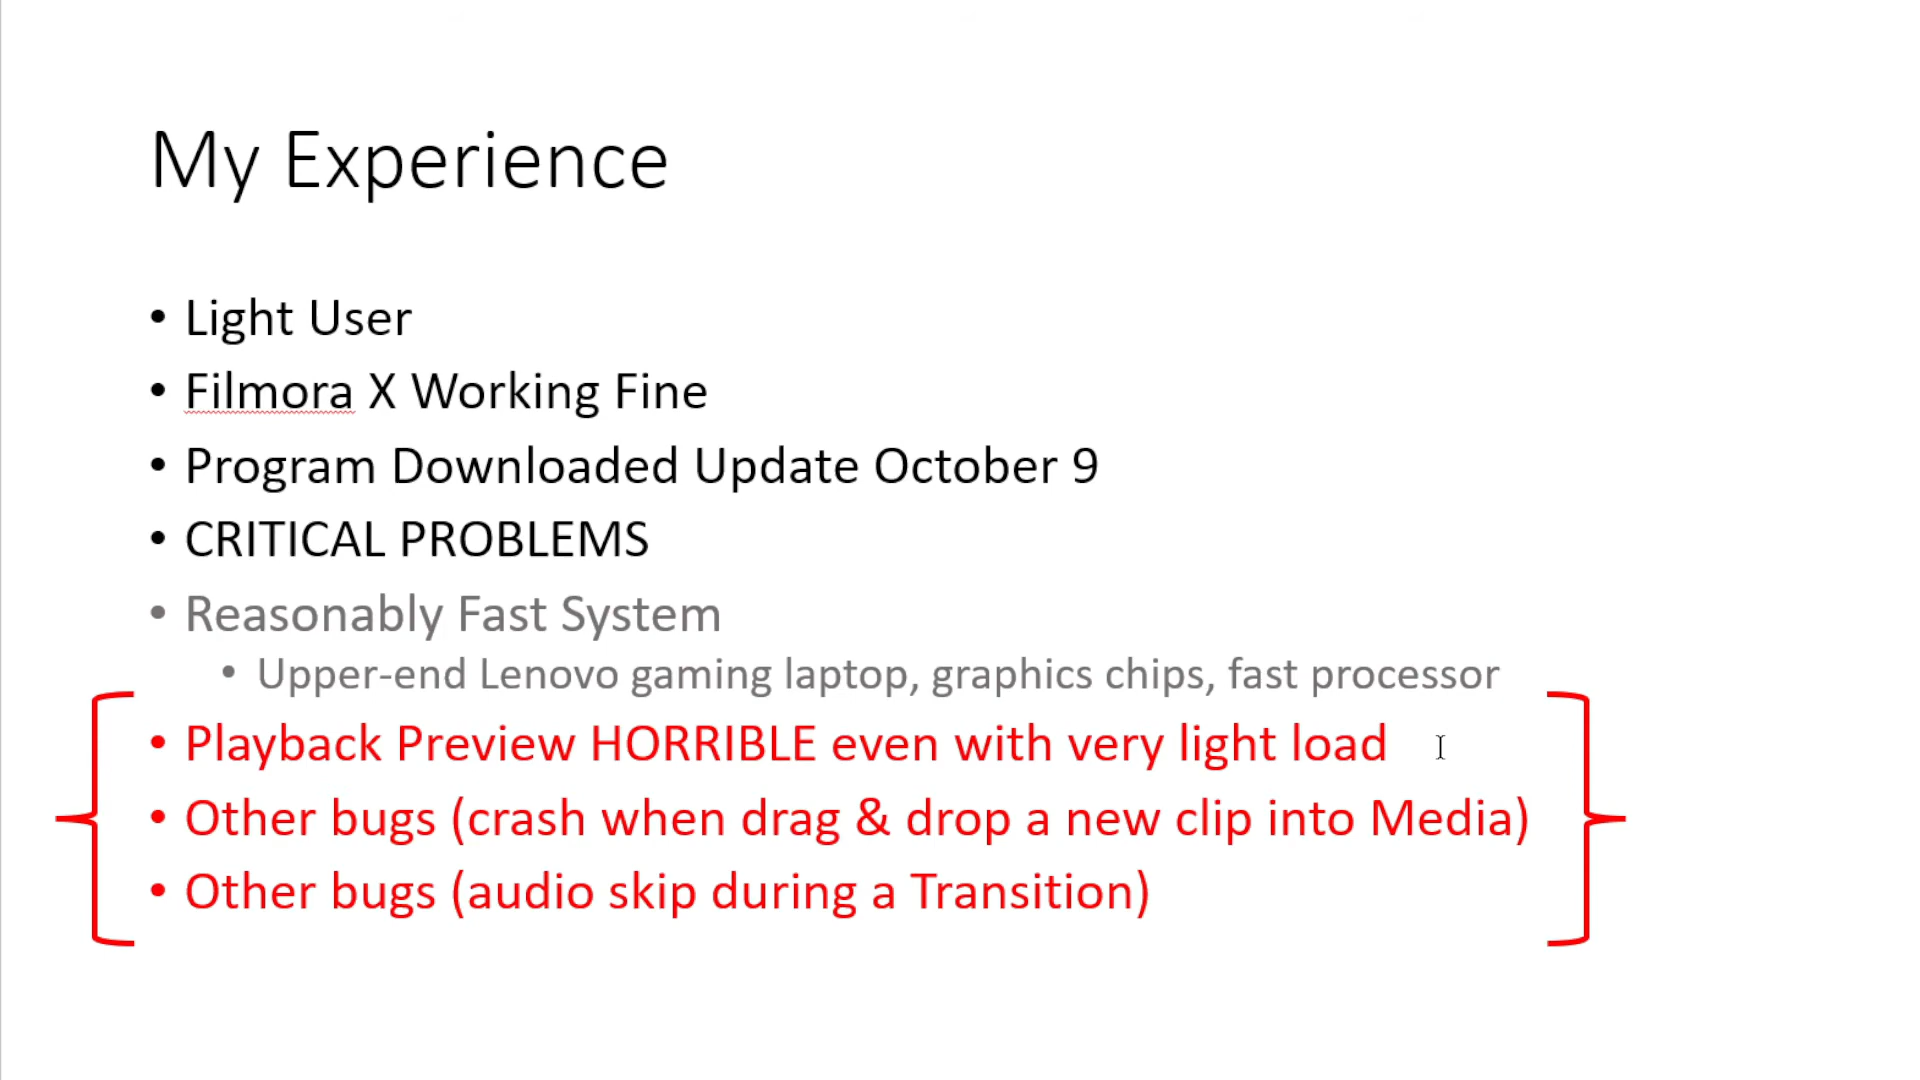 My Experience
• Light User
• Filmora X Working Fine
• Program Downloaded Update October 9
• CRITICAL PROBLEMS
• Reasonably Fast System
• Upper-end Lenovo gaming laptop, graphics chips, fast processor
• Playback Preview HORRIBLE even with very light load
• Other bugs (crash when drag & drop a new clip into Media)
• Other bugs (audio skip during a Transition)